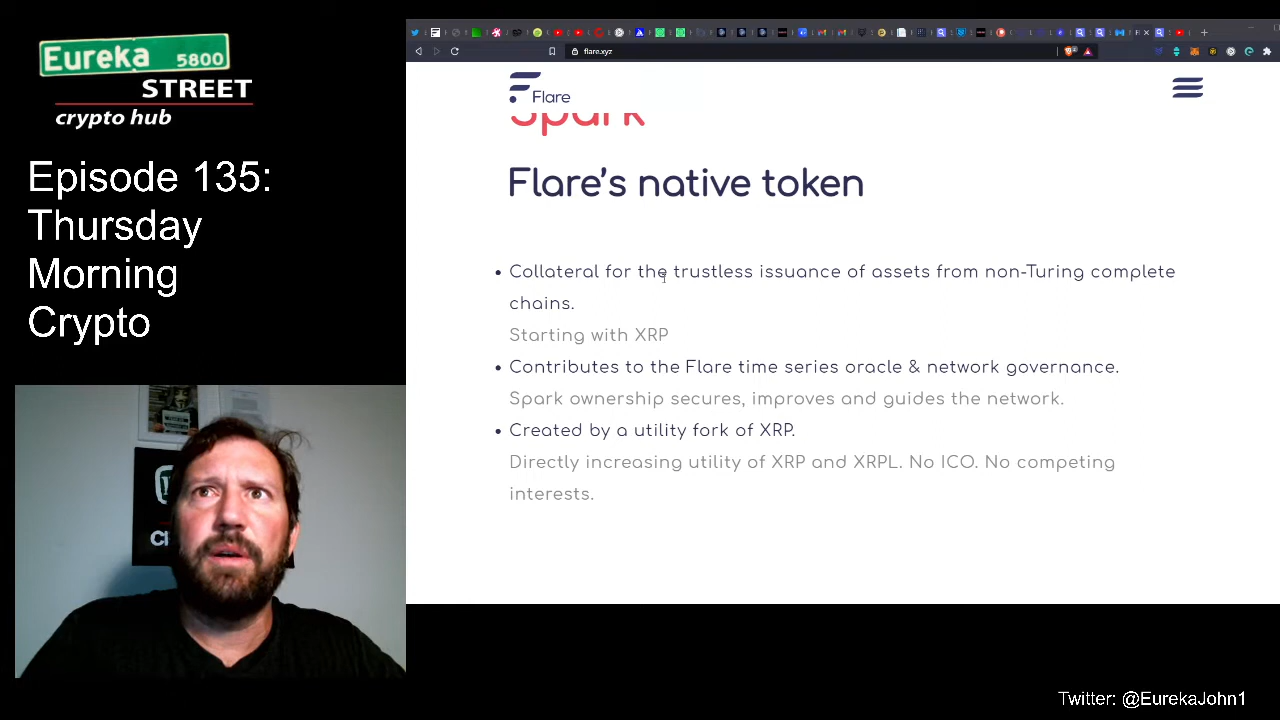 Eureka 5800
STREET
crypto hub
Episode 135:
Thursday
Morning
Crypto
flare.xyz
Flare
Spark
Flare's native token
• Collateral for the trustless issuance of assets from non-Turing complete
chains.
Starting with XRP
• Contributes to the Flare time series oracle & network governance.
Spark ownership secures, improves and guides the network.
• Created by a utility fork of XRP.
Directly increasing utility of XRP and XRPL. No ICO. No competing
interests.
Twitter: @EurekaJohn1